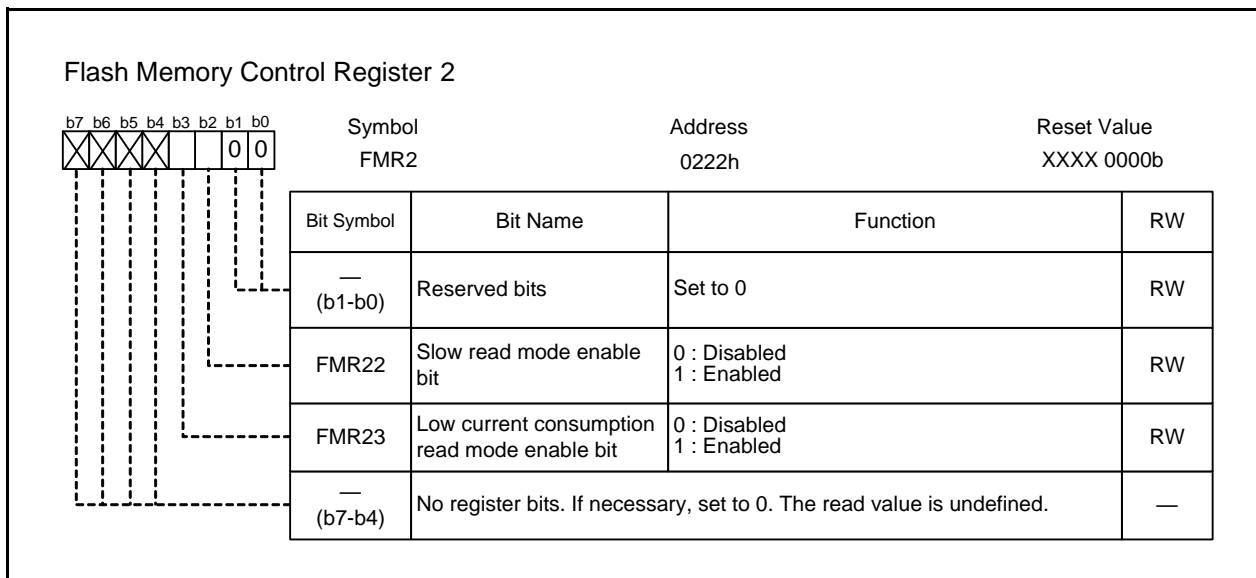 Flash Memory Control Register 2
b7 b6 b5 b4 b3 b2 b1 b0
0 0
Symbol Address Reset Value
FMR2 0222h XXXX 0000b
Bit Symbol Bit Name Function RW
—
(b1-b0) Reserved bits Set to 0 RW
FMR22 Slow read mode enable
bit 0 : Disabled
1 : Enabled RW
FMR23 Low current consumption
read mode enable bit 0 : Disabled
1 : Enabled RW
—
(b7-b4) No register bits. If necessary, set to 0. The read value is undefined. —